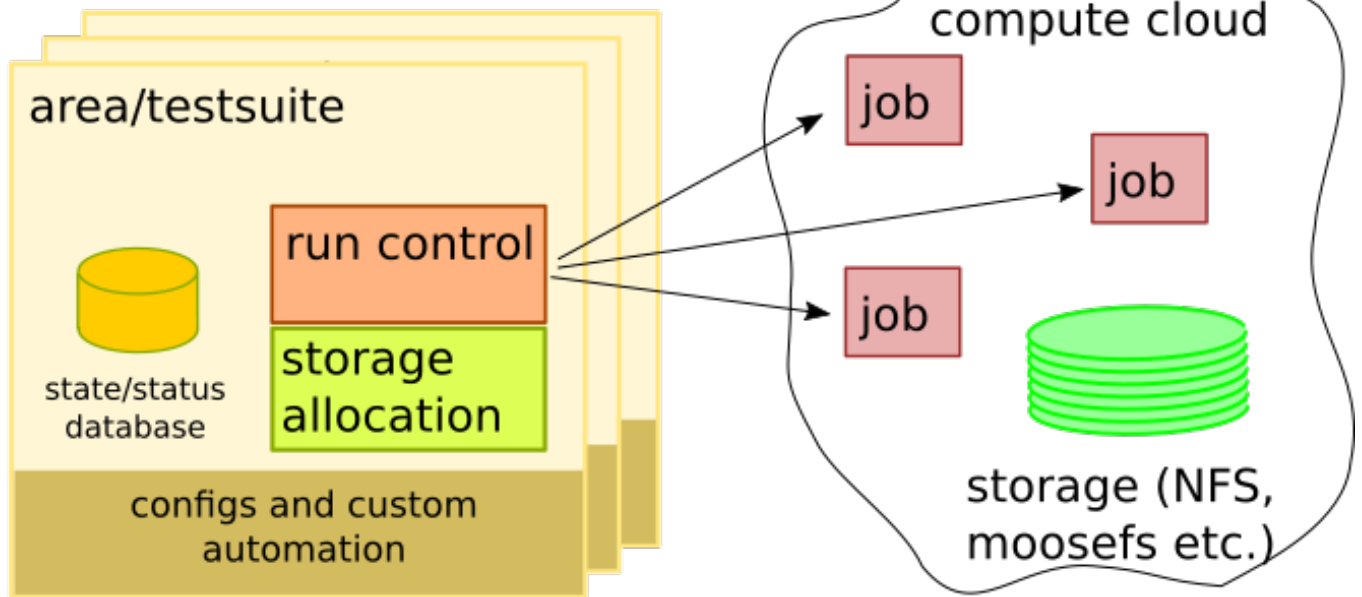 area/testsuite
run control
storage
allocation
state/status
database
configs and custom
automation
compute cloud
job
job
job
storage (NFS,
moosefs etc.)